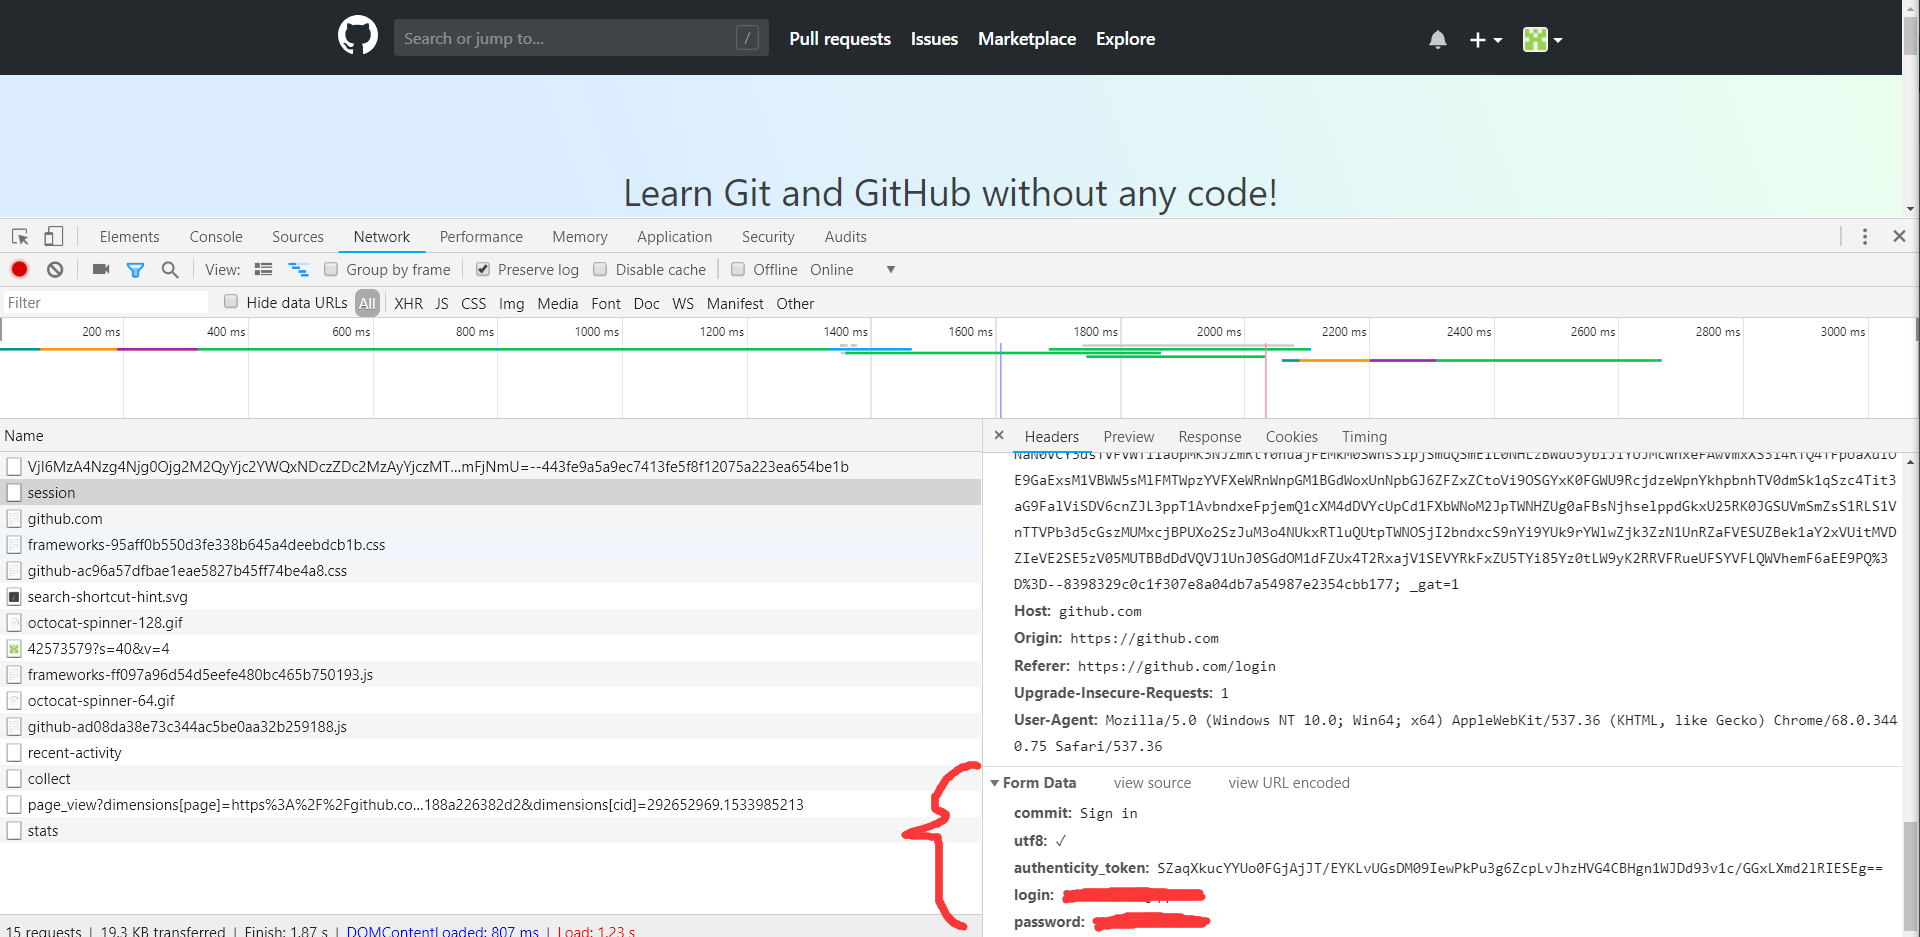 Search or jump to...
/
Pull requests
Issues
Marketplace
Explore
Learn Git and GitHub without any code!
Elements
Console
Sources
Network
Performance
Memory
Application
Security
Audits
View:
Group by frame
Preserve log
Disable cache
Offline
Online
Filter
Hide data URLs
All
XHR
JS
CSS
Img
Media
Font
Doc
WS
Manifest
Other
200 ms
400 ms
600 ms
800 ms
1000 ms
1200 ms
1400 ms
1600 ms
1800 ms
2000 ms
2200 ms
2400 ms
2600 ms
2800 ms
3000 ms
Name
VjI6MzA4Nzg4Njg0Ojg2M2QyYjc2YWQxNDczZDc2MzAyYjczMT...mFjNmU=--443fe9a5a9ec7413fe5f8f12075a223ea654be1b
session
github.com
frameworks-95aff0b550d3fe338b645a4deebdcb1b.css
github-ac96a57dfbae1eae5827b45ff74be4a8.css
search-shortcut-hint.svg
octocat-spinner-128.gif
42573579?s=40&v=4
frameworks-ff097a96d54d5eefe480bc465b750193.js
octocat-spinner-64.gif
github-ad08da38e73c344ac5be0aa32b259188.js
recent-activity
collect
page_view?dimensions[page]=https%3A%2F%2Fgithub.co...188a226382d2&dimensions[cid]=292652969.1533985213
stats
15 requests | 19.3 KB transferred | Finish: 1.87 s | DOMContentLoaded: 807 ms | Load: 1.23 s
Headers
Preview
Response
Cookies
Timing
D%3D--8398329c0c1f307e8a04db7a54987e2354cbb177; _gat=1
Host: github.com
Origin: https://github.com
Referer: https://github.com/login
Upgrade-Insecure-Requests: 1
User-Agent: Mozilla/5.0 (Windows NT 10.0; Win64; x64) AppleWebKit/537.36 (KHTML, like Gecko) Chrome/68.0.344
0.75 Safari/537.36
Form Data
view source
view URL encoded
commit: Sign in
utf8: ✓
authenticity_token: SZaqXkucYYUo0FGjAjJT/EYKLvUGsDM09IewPkPu3g6ZcpLvJhzHVG4CBHgn1WJDd93v1c/GGxLXmd2lRIESEg==
login:
password: